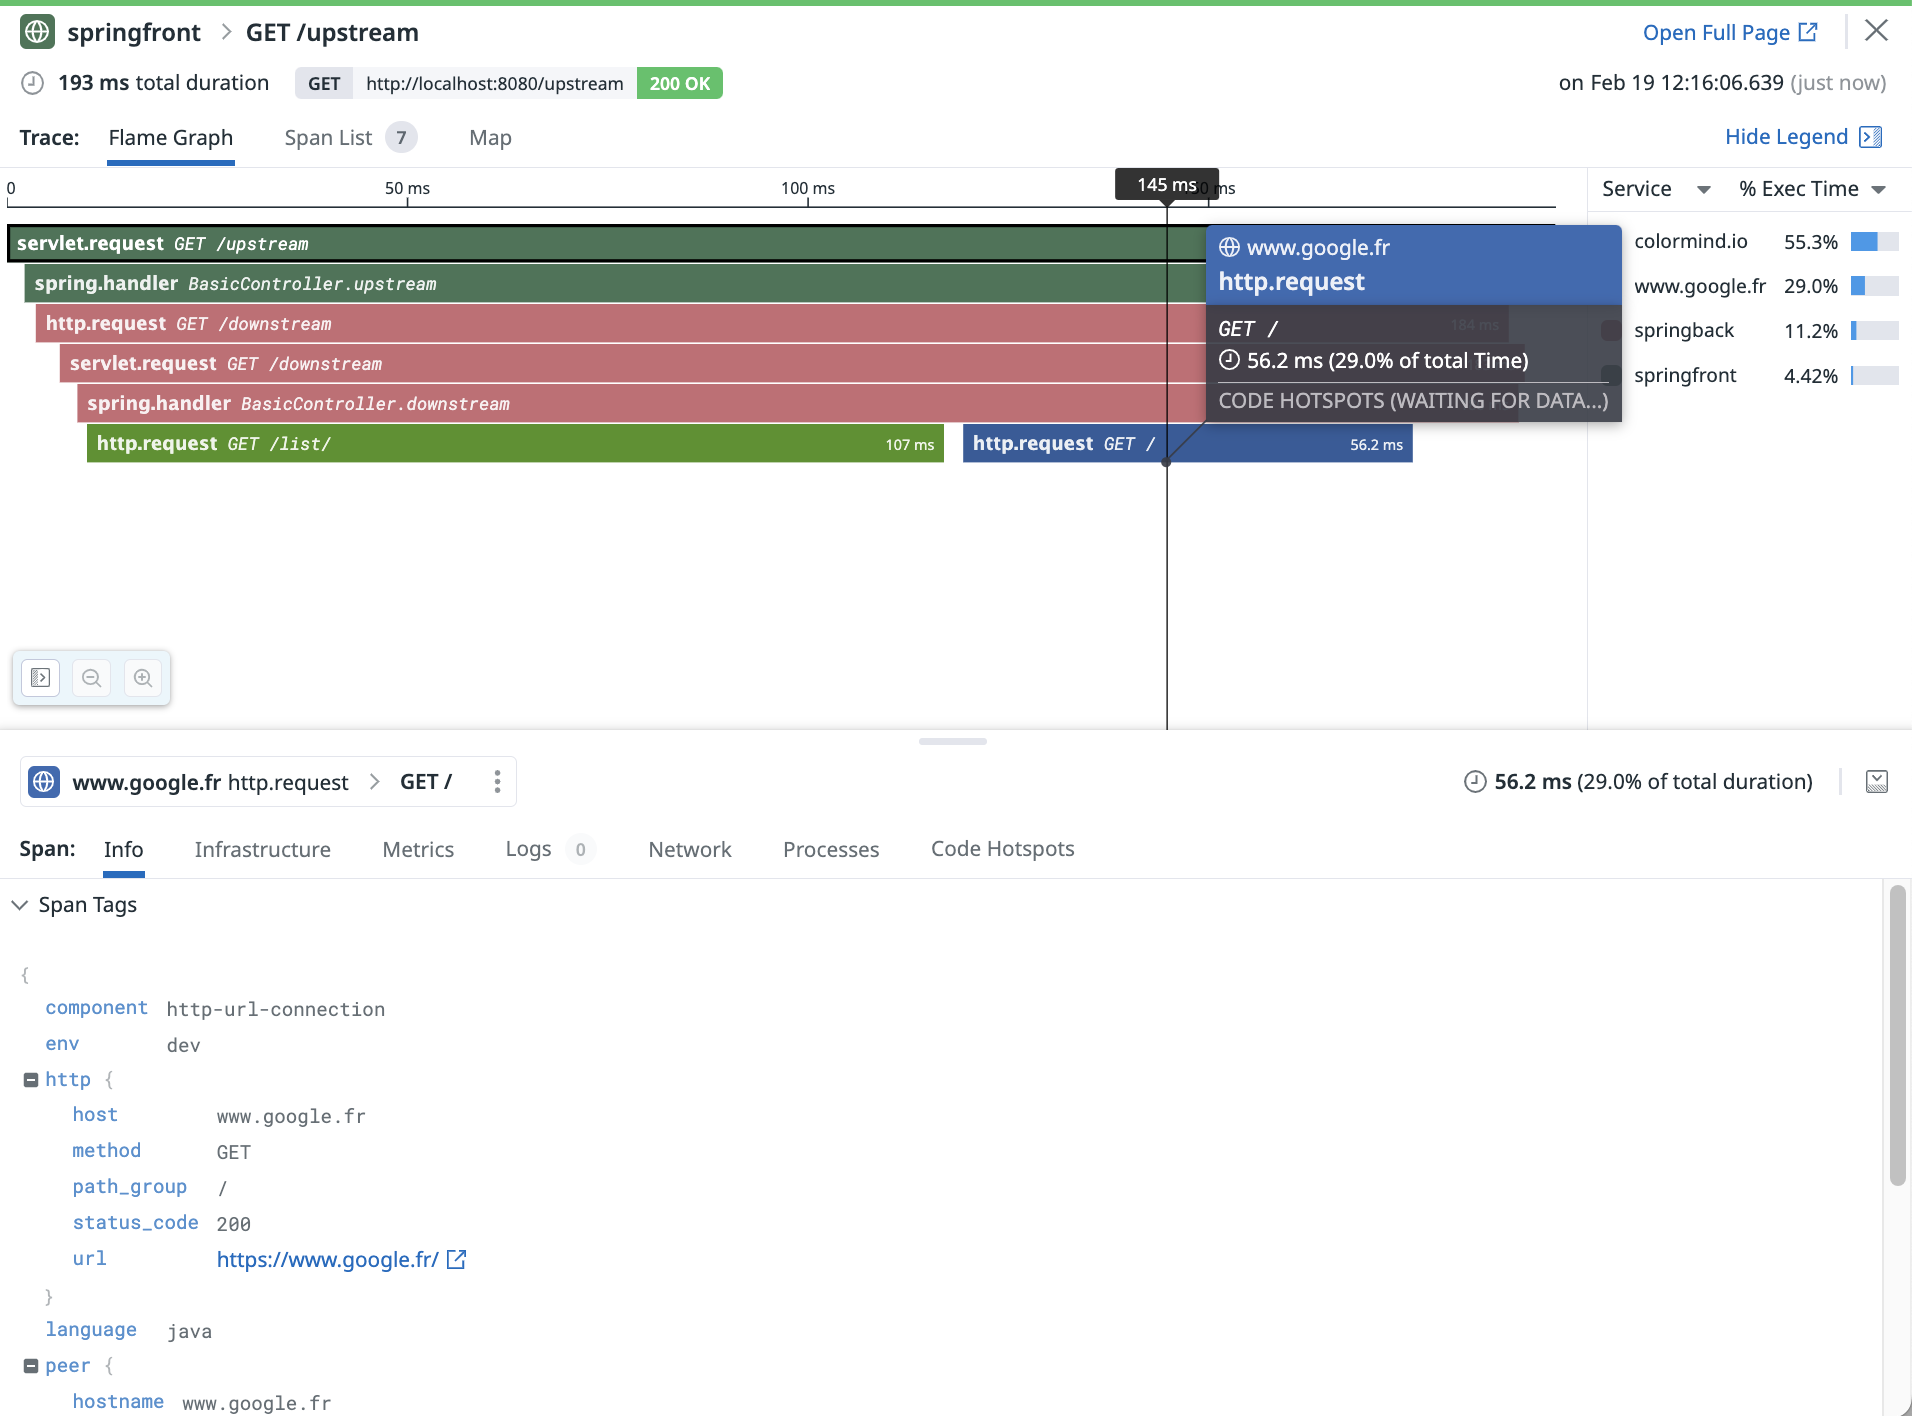 springfront > GET /upstream
Open Full Page
193 ms total duration GET http://localhost:8080/upstream 200 OK
on Feb 19 12:16:06.639 (just now)
Trace: Flame Graph Span List 7 Map
Hide Legend
0 50 ms 100 ms 145 ms ms
Service % Exec Time
servlet.request GET /upstream
spring.handler BasicController.upstream
http.request GET /downstream 184 ms
servlet.request GET /downstream
spring.handler BasicController.downstream
http.request GET /list/ 107 ms
http.request GET / 56.2 ms
www.google.fr
http.request
GET /
56.2 ms (29.0% of total Time)
CODE HOTSPOTS (WAITING FOR DATA...)
colormind.io 55.3%
www.google.fr 29.0%
springback 11.2%
springfront 4.42%
www.google.fr http.request > GET /
56.2 ms (29.0% of total duration)
Span: Info Infrastructure Metrics Logs 0 Network Processes Code Hotspots
Span Tags
{
component http-url-connection
env dev
http {
host www.google.fr
method GET
path_group /
status_code 200
url https://www.google.fr/
}
language java
peer {
hostname www.google.fr